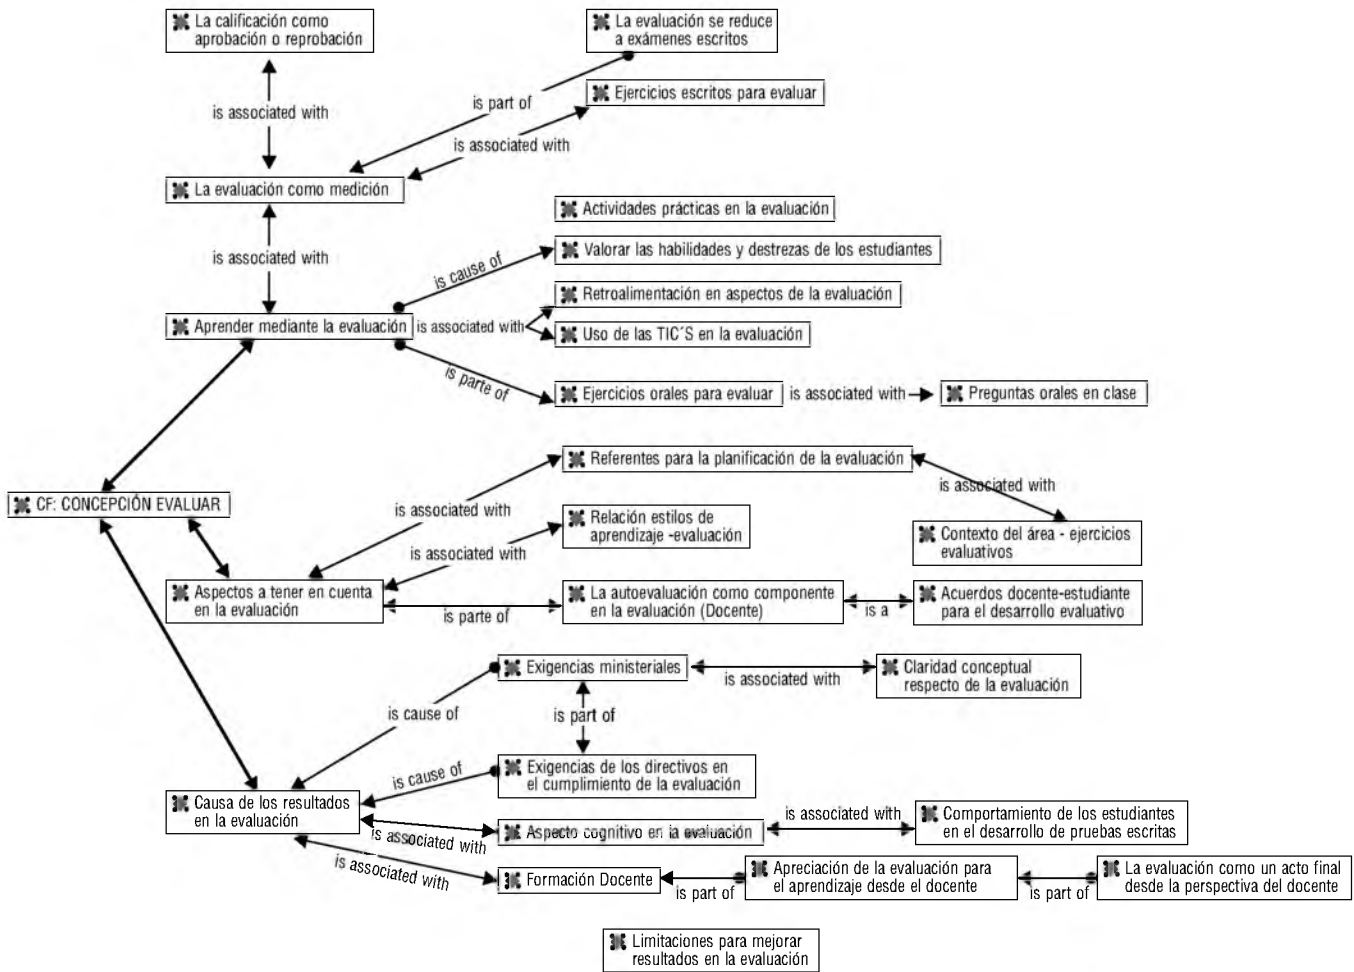 La calificación como
aprobación o reprobación
La evaluación se reduce
a exámenes escritos
is associated with
is part of
Ejercicios escritos para evaluar
is associated with
La evaluación como medición
is associated with
Actividades prácticas en la evaluación
is cause of
Valorar las habilidades y destrezas de los estudiantes
Retroalimentación en aspectos de la evaluación
Aprender mediante la evaluación
is associated with
Uso de las TIC´S en la evaluación
is parte of
Ejercicios orales para evaluar
is associated with
Preguntas orales en clase
Referentes para la planificación de la evaluación
is associated with
CF: CONCEPCIÓN EVALUAR
is associated with
Relación estilos de
aprendizaje -evaluación
Contexto del área - ejercicios
evaluativos
is associated with
Aspectos a tener en cuenta
en la evaluación
is parte of
La autoevaluación como componente
en la evaluación (Docente)
is a
Acuerdos docente-estudiante
para el desarrollo evaluativo
Exigencias ministeriales
is associated with
Claridad conceptual
respecto de la evaluación
is cause of
is part of
is cause of
Exigencias de los directivos en
el cumplimiento de la evaluación
Causa de los resultados
en la evaluación
is associated with
Aspecto cognitivo en la evaluación
is associated with
Comportamiento de los estudiantes
en el desarrollo de pruebas escritas
is associated with
Formación Docente
is part of
Apreciación de la evaluación para
el aprendizaje desde el docente
is part of
La evaluación como un acto final
desde la perspectiva del docente
Limitaciones para mejorar
resultados en la evaluación